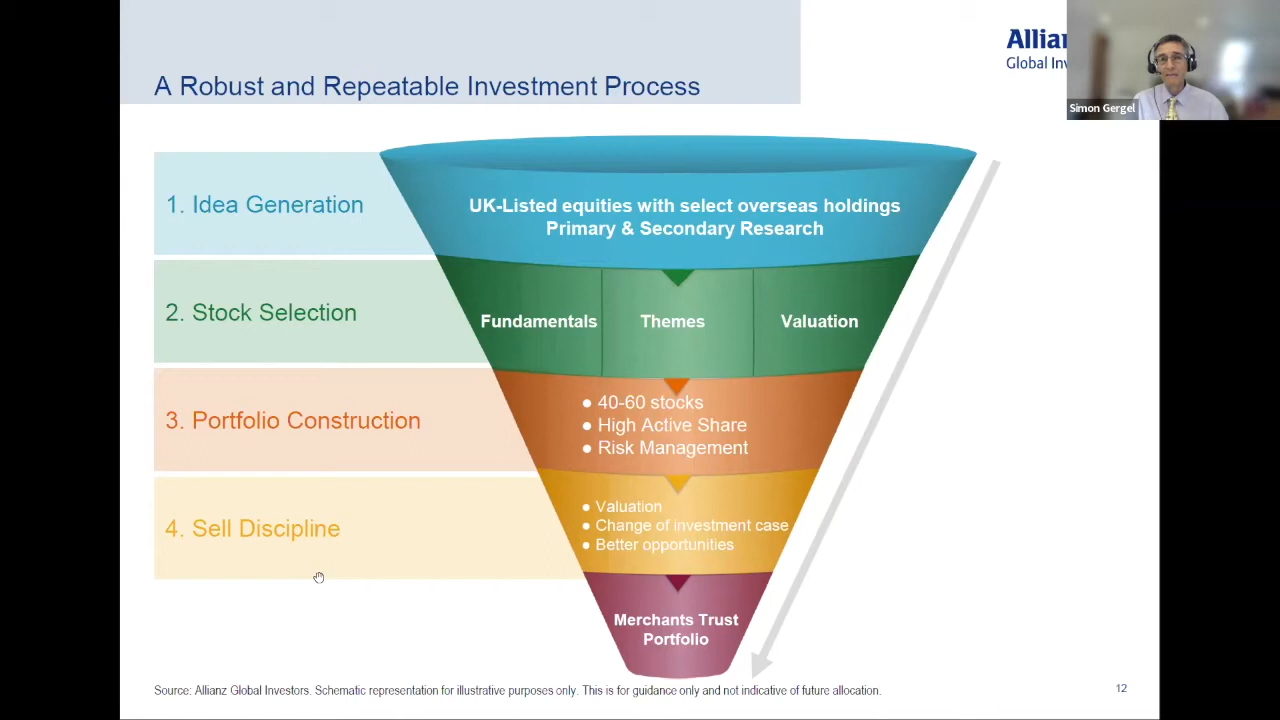 Allian
Global Inv
Simon Gergel
A Robust and Repeatable Investment Process
1. Idea Generation
UK-Listed equities with select overseas holdings
Primary & Secondary Research
2. Stock Selection
Fundamentals
Themes
Valuation
3. Portfolio Construction
● 40-60 stocks
● High Active Share
● Risk Management
4. Sell Discipline
● Valuation
● Change of investment case
● Better opportunities
Merchants Trust
Portfolio
Source: Allianz Global Investors. Schematic representation for illustrative purposes only. This is for guidance only and not indicative of future allocation.
12